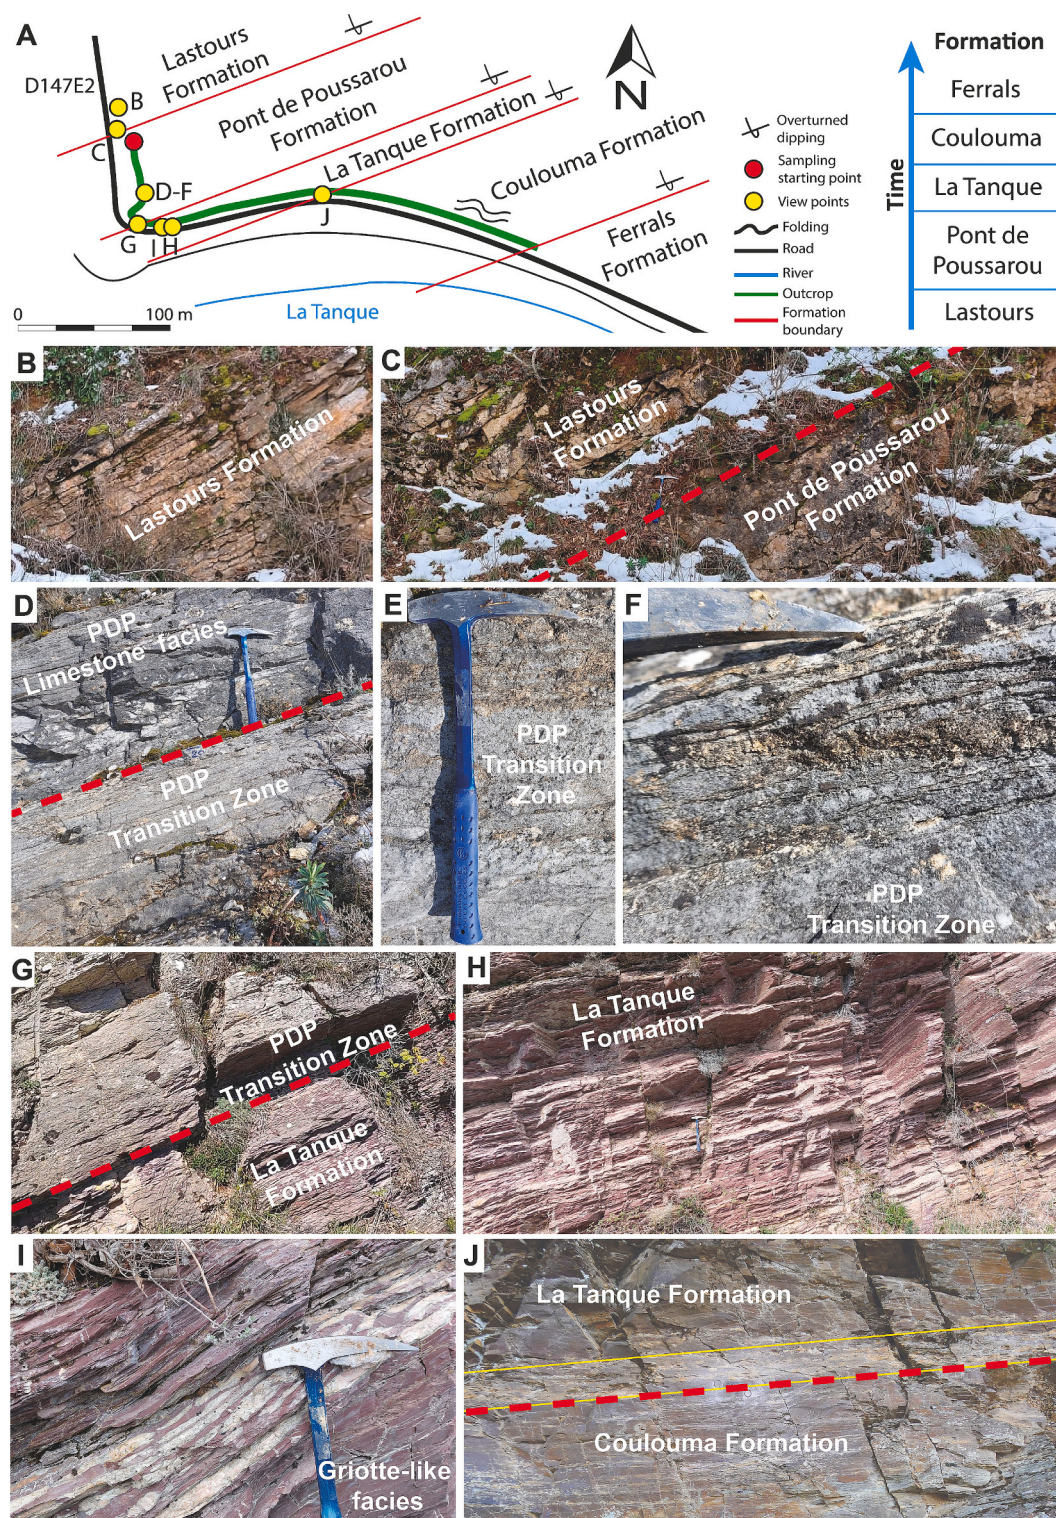 A
D147E2
B
C
D-F
G
I
H
J
Lastours
Formation
Pont de Poussarou
Formation
La Tanque Formation
Coulouma Formation
Ferrals
Formation
N
La Tanque
0
100 m
Overturned
dipping
Sampling
starting point
View points
Folding
Road
River
Outcrop
Formation
boundary
Time
Formation
Ferrals
Coulouma
La Tanque
Pont de
Poussarou
Lastours
B
Lastours Formation
C
Lastours
Formation
Pont de Poussarou
Formation
D
PDP
Limestone facies
PDP
Transition Zone
E
PDP
Transition
Zone
F
PDP
Transition Zone
G
PDP
Transition Zone
La Tanque
Formation
H
La Tanque
Formation
I
Griotte-like
facies
J
La Tanque Formation
Coulouma Formation